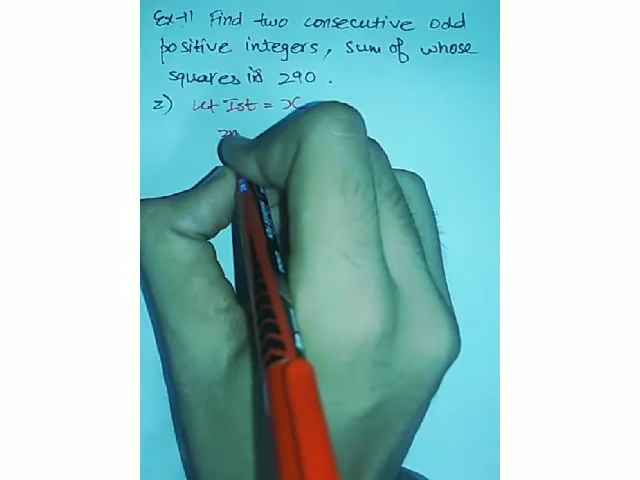 Ex-11 Find two consecutive odd
positive integers, sum of whose
squares is 290.
2) Let Ist = x